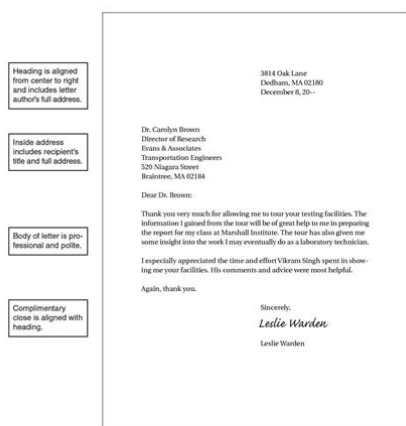 Heading is aligned
from center to right
and includes letter
author's full address.
3814 Oak Lane
Dedham, MA 02180
December 8, 20--
Inside address
includes recipient's
title and full address.
Dr. Carolyn Brown
Director of Research
Evans & Associates
Transportation Engineers
520 Niagara Street
Braintree, MA 02184
Dear Dr. Brown:
Body of letter is pro-
fessional and polite.
Thank you very much for allowing me to tour your testing facilities. The
information I gained from the tour will be of great help to me in preparing
the report for my class at Marshall Institute. The tour has also given me
some insight into the work I may eventually do as a laboratory technician.
I especially appreciated the time and effort Vikram Singh spent in show-
ing me your facilities. His comments and advice were most helpful.
Again, thank you.
Complimentary
close is aligned with
heading.
Sincerely,
Leslie Warden
Leslie Warden